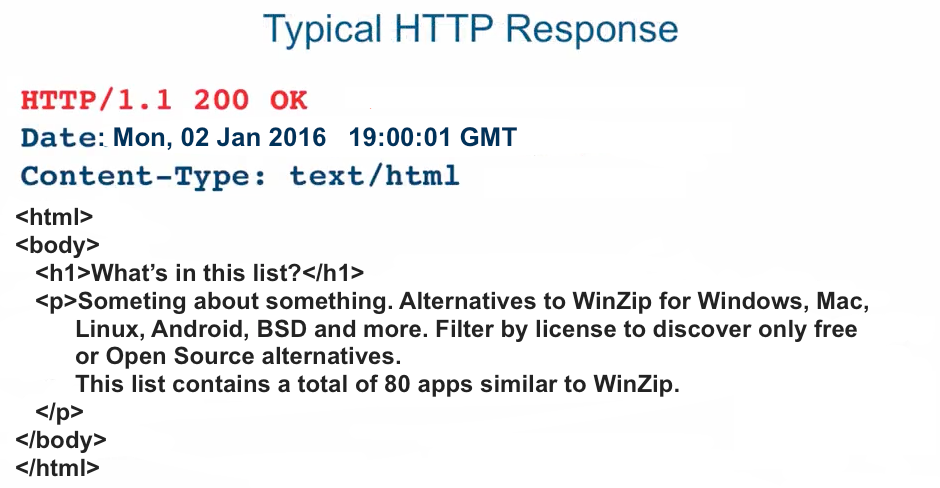 Typical HTTP Response
HTTP/1.1 200 OK
Date: Mon, 02 Jan 2016 19:00:01 GMT
Content-Type: text/html
<html>
<body>
<h1>What’s in this list?</h1>
<p>Someting about something. Alternatives to WinZip for Windows, Mac,
Linux, Android, BSD and more. Filter by license to discover only free
or Open Source alternatives.
This list contains a total of 80 apps similar to WinZip.
</p>
</body>
</html>